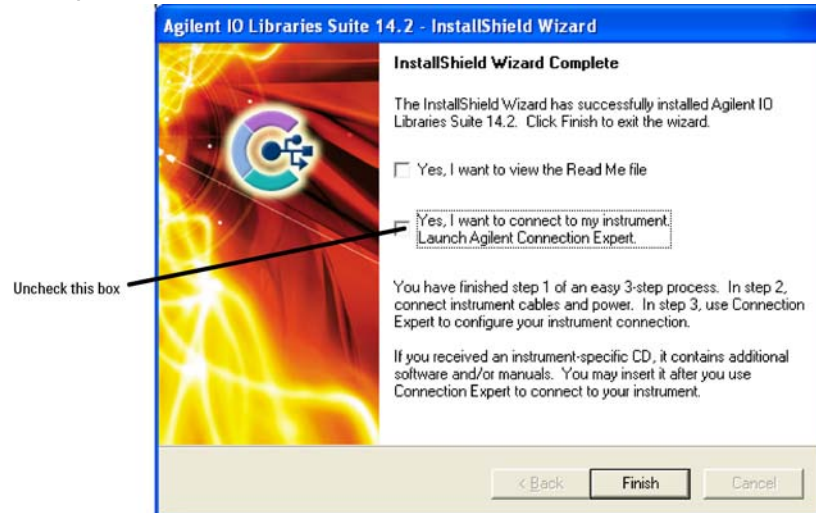 Agilent IO Libraries Suite 14.2 - InstallShield Wizard
InstallShield Wizard Complete
The InstallShield Wizard has successfully installed Agilent IO
Libraries Suite 14.2. Click Finish to exit the wizard.
Yes, I want to view the Read Me file
Yes, I want to connect to my instrument.
Launch Agilent Connection Expert.
Uncheck this box
You have finished step 1 of an easy 3-step process. In step 2,
connect instrument cables and power. In step 3, use Connection
Expert to configure your instrument connection.
If you received an instrument-specific CD, it contains additional
software and/or manuals. You may insert it after you use
Connection Expert to connect to your instrument.
< Back
Finish
Cancel